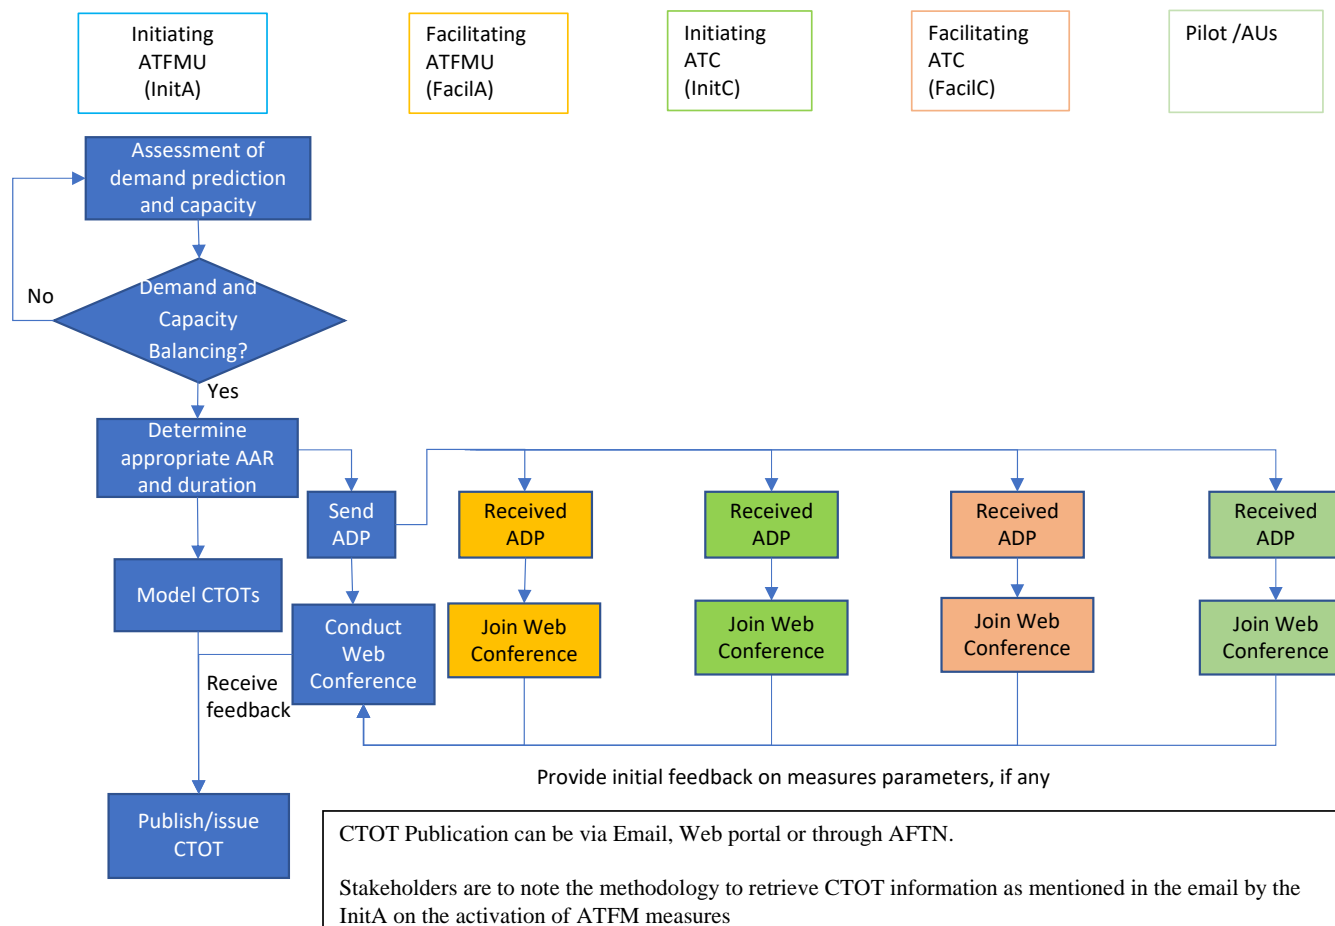 Initiating
ATFMU
(InitA)
Facilitating
ATFMU
(FacilA)
Initiating
ATC
(InitC)
Facilitating
ATC
(FacilC)
Pilot /AUs
Assessment of
demand prediction
and capacity
No
Demand and
Capacity
Balancing?
Yes
Determine
appropriate AAR
and duration
Send
ADP
Received
ADP
Received
ADP
Received
ADP
Received
ADP
Model CTOTs
Conduct
Web
Conference
Join Web
Conference
Join Web
Conference
Join Web
Conference
Join Web
Conference
Receive
feedback
Provide initial feedback on measures parameters, if any
Publish/issue
CTOT
CTOT Publication can be via Email, Web portal or through AFTN.
Stakeholders are to note the methodology to retrieve CTOT information as mentioned in the email by the
InitA on the activation of ATFM measures